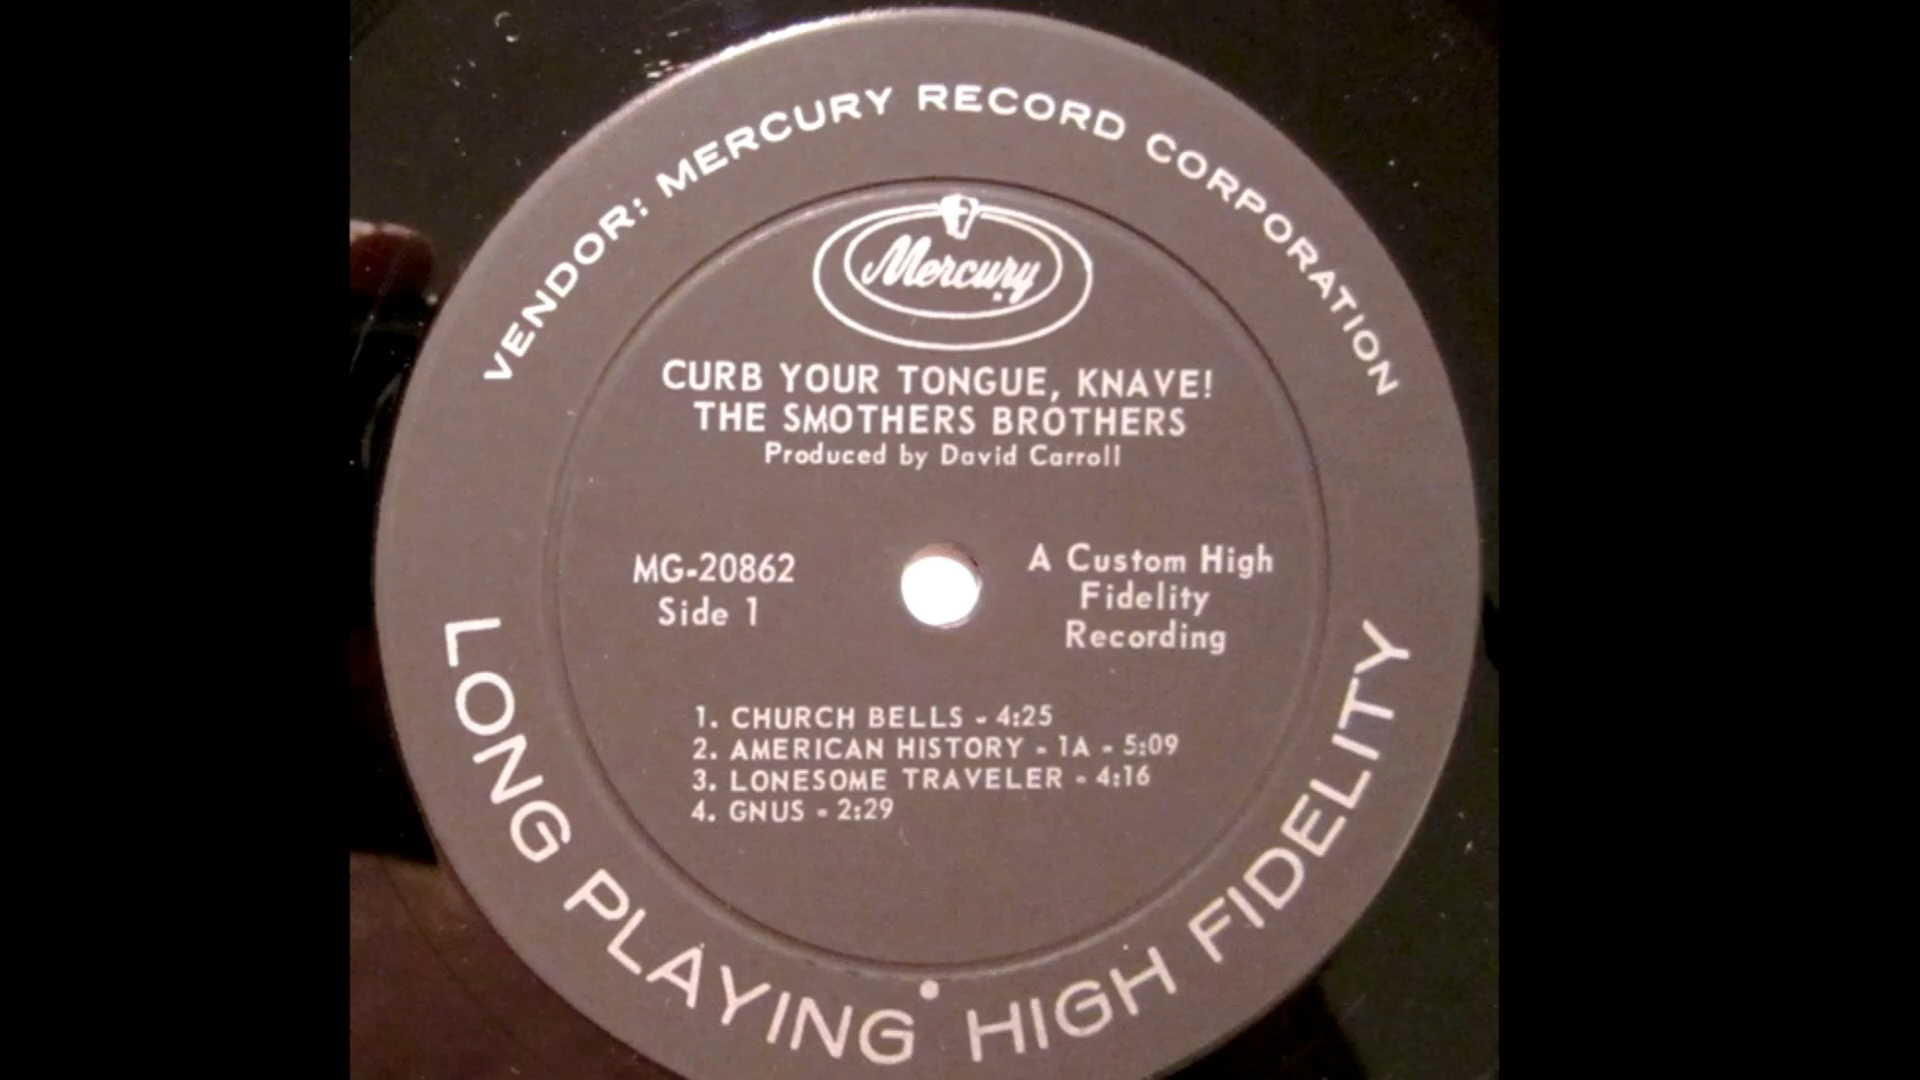 VENDOR: MERCURY RECORD CORPORATION
Mercury
CURB YOUR TONGUE, KNAVE!
THE SMOTHERS BROTHERS
Produced by David Carroll
MG-20862
Side 1
A Custom High
Fidelity
Recording
1. CHURCH BELLS - 4:25
2. AMERICAN HISTORY - 1A - 5:09
3. LONESOME TRAVELER - 4:16
4. GNUS - 2:29
LONG PLAYING HIGH FIDELITY